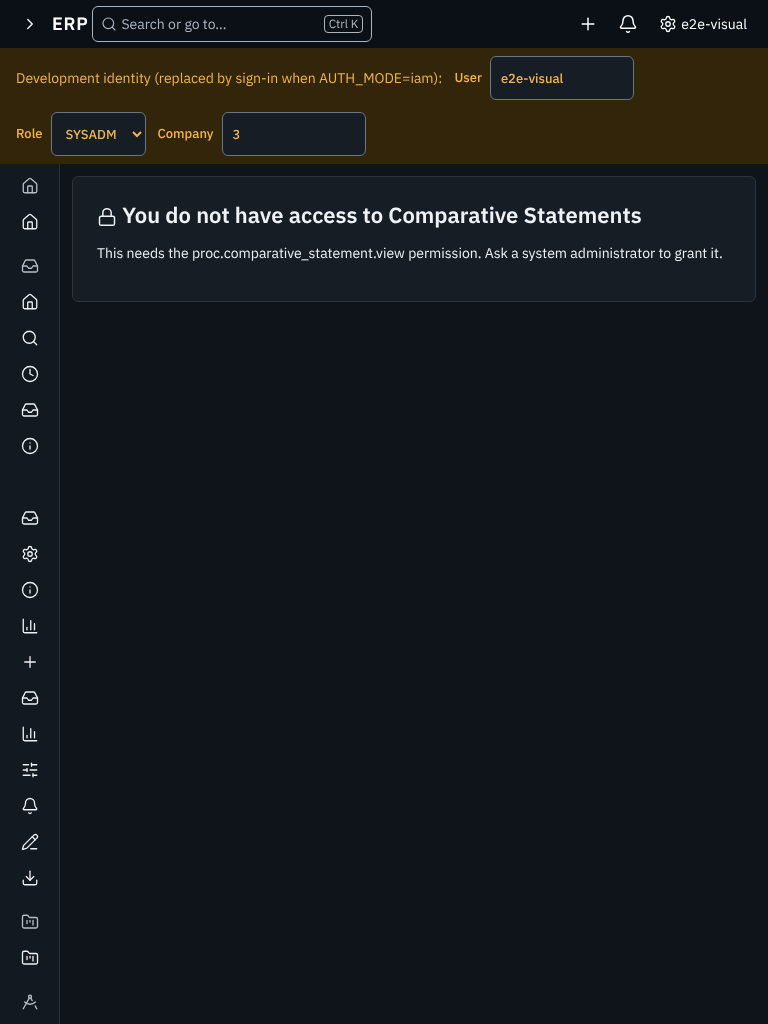 ERP Search or go to... Ctrl K e2e-visual
Development identity (replaced by sign-in when AUTH_MODE=iam): User e2e-visual
Role SYSADM Company 3
You do not have access to Comparative Statements
This needs the proc.comparative_statement.view permission. Ask a system administrator to grant it.